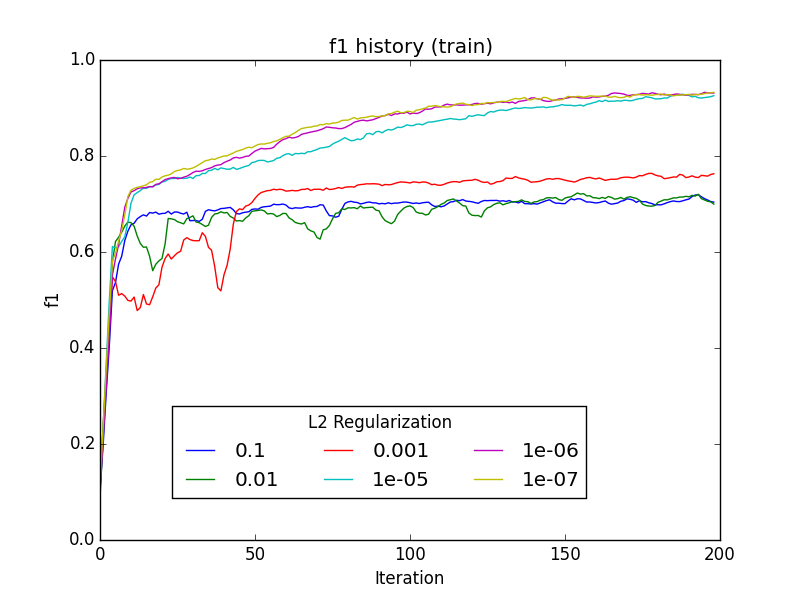 f1 history (train)
1.0
0.8
0.6
0.4
0.2
0.0
f1
L2 Regularization
0.1 0.001 1e-06
0.01 1e-05 1e-07
0 50 100 150 200
Iteration